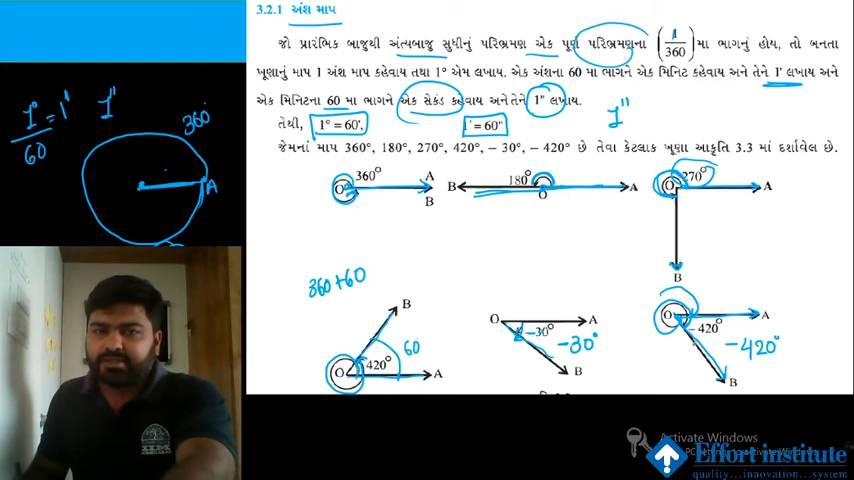 3.2.1 અંશ માપ
જો પ્રારંભિક બાજુથી અંત્યબાજુ સુધીનું પરિભ્રમણ એક પૂર્ણ પરિભ્રમણના (1/360) મા ભાગનું હોય, તો બનતા
ખૂણાનું માપ 1 અંશ માપ કહેવાય તથા 1° એમ લખાય. એક અંશના 60 મા ભાગને એક મિનિટ કહેવાય અને તેને 1' લખાય અને
એક મિનિટના 60 મા ભાગને એક સેકંડ કહેવાય અને તેને 1" લખાય.
તેથી, 1° = 60', 1' = 60"
જેમનાં માપ 360°, 180°, 270°, 420°, – 30°, – 420° છે તેવા કેટલાક ખૂણા આકૃતિ 3.3 માં દર્શાવેલ છે.
1°/60 = 1' 1"
360°
A
1"
O 360° A
B
B 180° O A
O 270° A
B
360+60
O 420° 60 A
B
O –30° A
B
-30°
O – 420° A
B
-420°
Activate Windows
Effort institute
quality...innovation...system